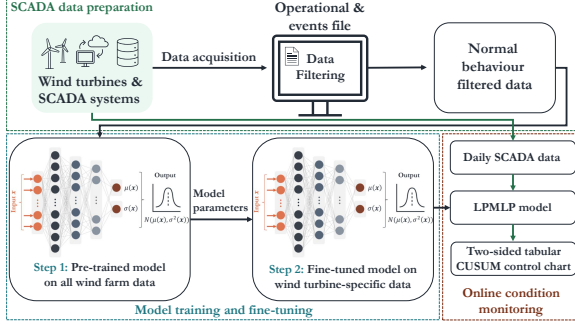 SCADA data preparation
Operational &
events file
Data acquisition
Data
Filtering
Normal
behaviour
filtered data
Wind turbines &
SCADA systems
Input x
μ(x)
σ(x)
Output
N(μ(x), σ²(x))
Step 1: Pre-trained model
on all wind farm data
Model
parameters
Input x
μ(x)
σ(x)
Output
N(μ(x), σ²(x))
Step 2: Fine-tuned model on
wind turbine-specific data
Model training and fine-tuning
Daily SCADA data
LPMLP model
Two-sided tabular
CUSUM control chart
Online condition
monitoring